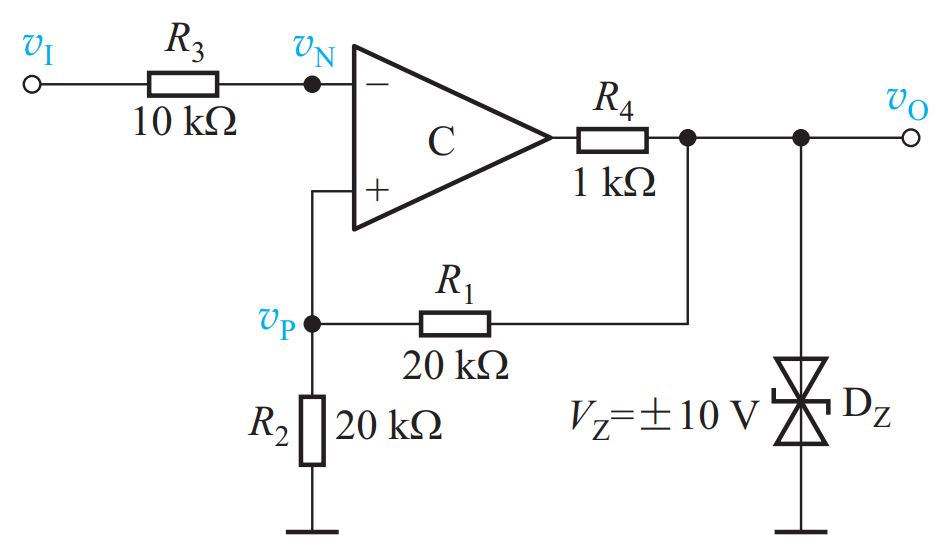 v_I
R_3
10 kΩ
v_N
−
+
C
R_4
1 kΩ
v_O
v_P
R_1
20 kΩ
R_2
20 kΩ
V_Z=±10 V
D_Z